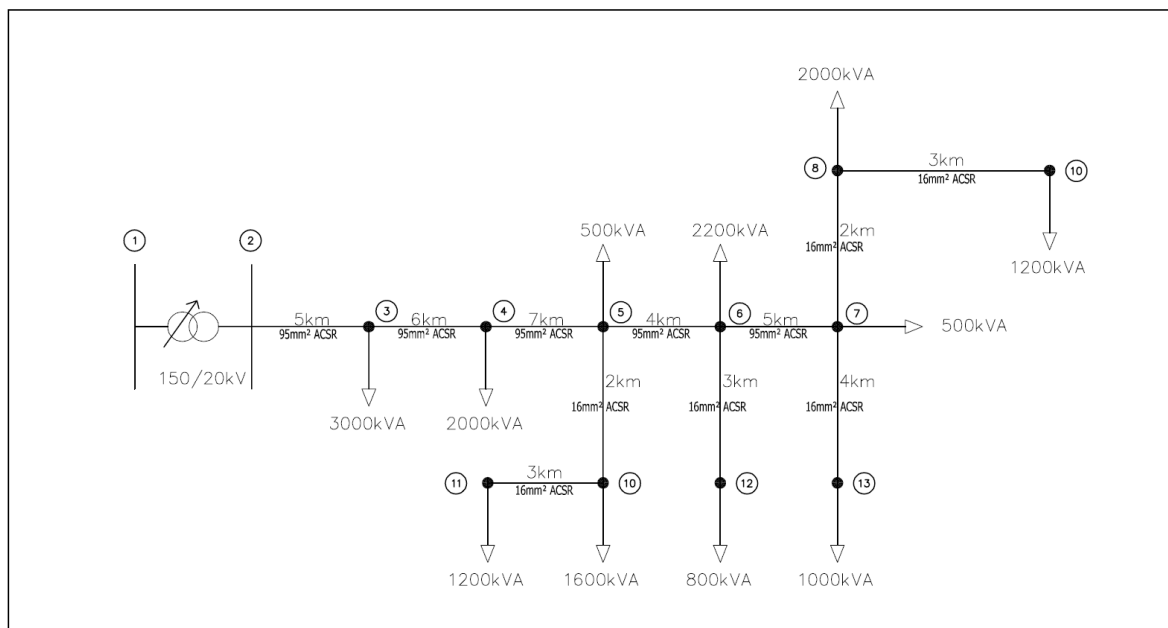 2000kVA
8
3km
16mm² ACSR
10
1
2
500kVA
2200kVA
2km
16mm² ACSR
1200kVA
3
4
5km
95mm² ACSR
6km
95mm² ACSR
7km
95mm² ACSR
5
4km
95mm² ACSR
6
5km
95mm² ACSR
7
500kVA
150/20kV
3000kVA
2000kVA
2km
16mm² ACSR
3km
16mm² ACSR
4km
16mm² ACSR
11
3km
16mm² ACSR
10
12
13
1200kVA
1600kVA
800kVA
1000kVA